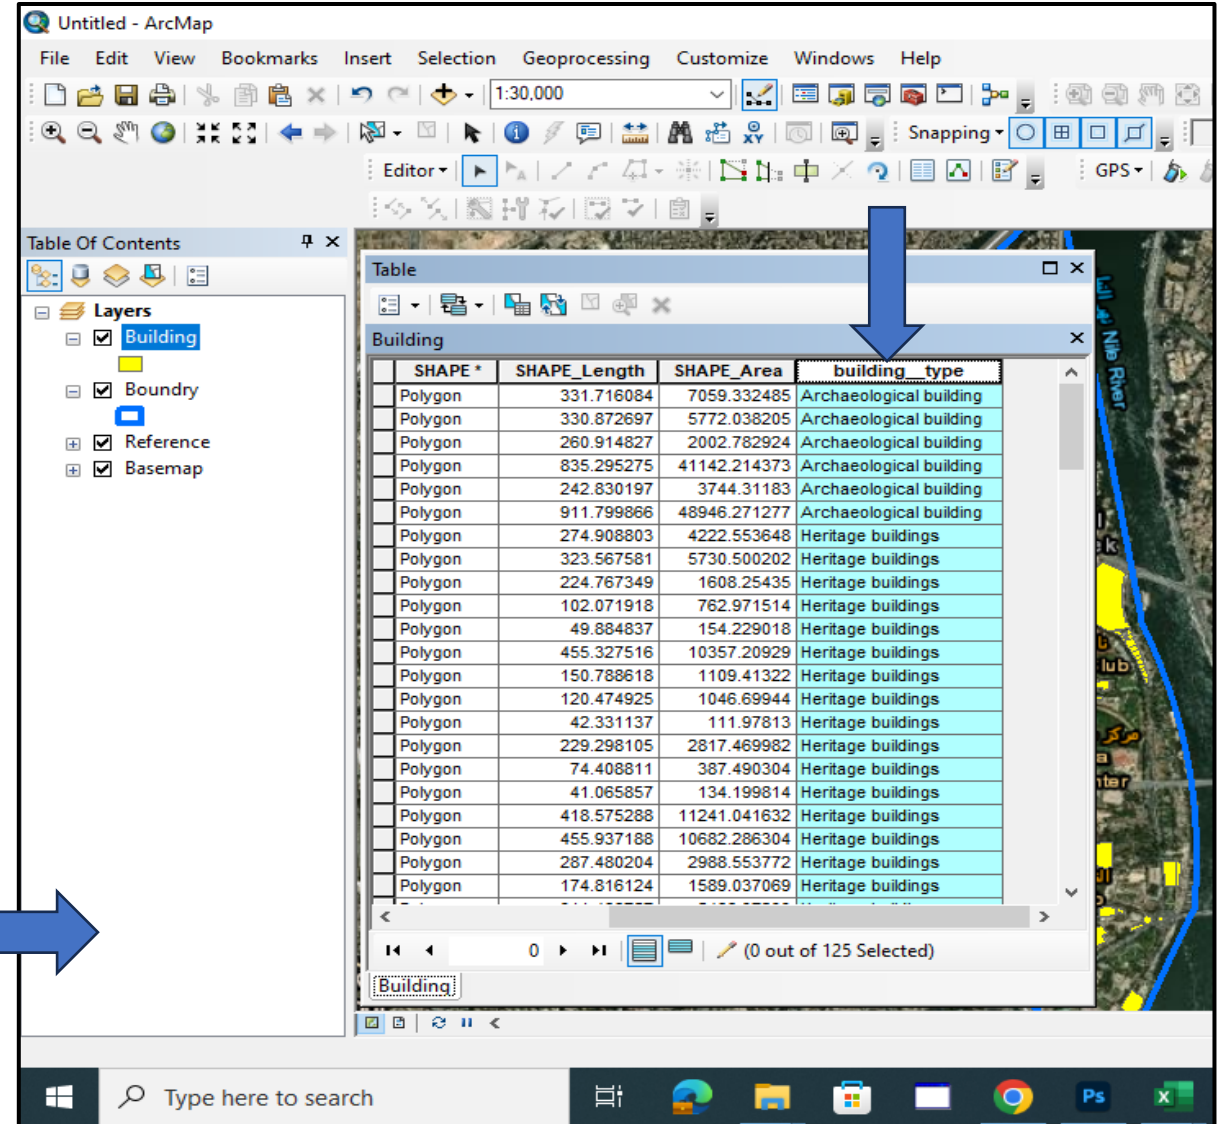 Untitled - ArcMap
File Edit View Bookmarks Insert Selection Geoprocessing Customize Windows Help
1:30,000
Snapping
Editor GPS
Table Of Contents
Layers
Building
Boundry
Reference
Basemap
Table
Building
SHAPE * SHAPE_Length SHAPE_Area building__type
Polygon 331.716084 7059.332485 Archaeological building
Polygon 330.872697 5772.038205 Archaeological building
Polygon 260.914827 2002.782924 Archaeological building
Polygon 835.295275 41142.214373 Archaeological building
Polygon 242.830197 3744.31183 Archaeological building
Polygon 911.799866 48946.271277 Archaeological building
Polygon 274.908803 4222.553648 Heritage buildings
Polygon 323.567581 5730.500202 Heritage buildings
Polygon 224.767349 1608.25435 Heritage buildings
Polygon 102.071918 762.971514 Heritage buildings
Polygon 49.884837 154.229018 Heritage buildings
Polygon 455.327516 10357.20929 Heritage buildings
Polygon 150.788618 1109.41322 Heritage buildings
Polygon 120.474925 1046.69944 Heritage buildings
Polygon 42.331137 111.97813 Heritage buildings
Polygon 229.298105 2817.469982 Heritage buildings
Polygon 74.408811 387.490304 Heritage buildings
Polygon 41.065857 134.199814 Heritage buildings
Polygon 418.575288 11241.041632 Heritage buildings
Polygon 455.937188 10682.286304 Heritage buildings
Polygon 287.480204 2988.553772 Heritage buildings
Polygon 174.816124 1589.037069 Heritage buildings
0 (0 out of 125 Selected)
Building
Nile River
lub
مركز
nter
Type here to search
Ps